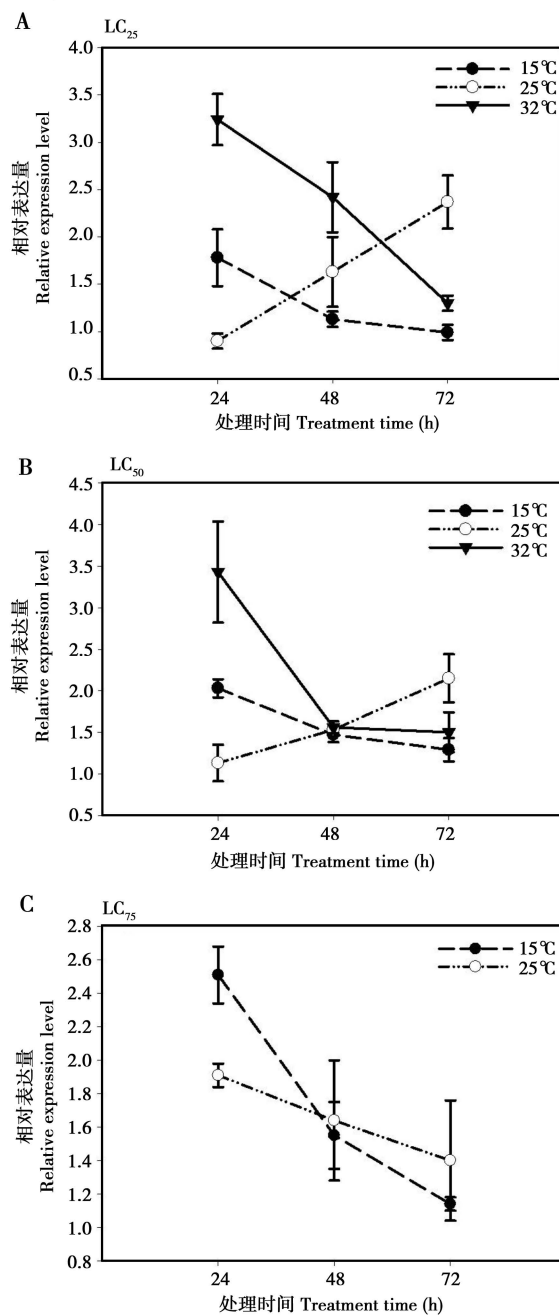 A
LC25
4.0
3.5
3.0
2.5
2.0
1.5
1.0
0.5
15℃
25℃
32℃
相对表达量
Relative expression level
24 48 72
处理时间 Treatment time (h)
B
LC50
4.5
4.0
3.5
3.0
2.5
2.0
1.5
1.0
0.5
15℃
25℃
32℃
相对表达量
Relative expression level
24 48 72
处理时间 Treatment time (h)
C
LC75
2.8
2.6
2.4
2.2
2.0
1.8
1.6
1.4
1.2
1.0
0.8
15℃
25℃
相对表达量
Relative expression level
24 48 72
处理时间 Treatment time (h)